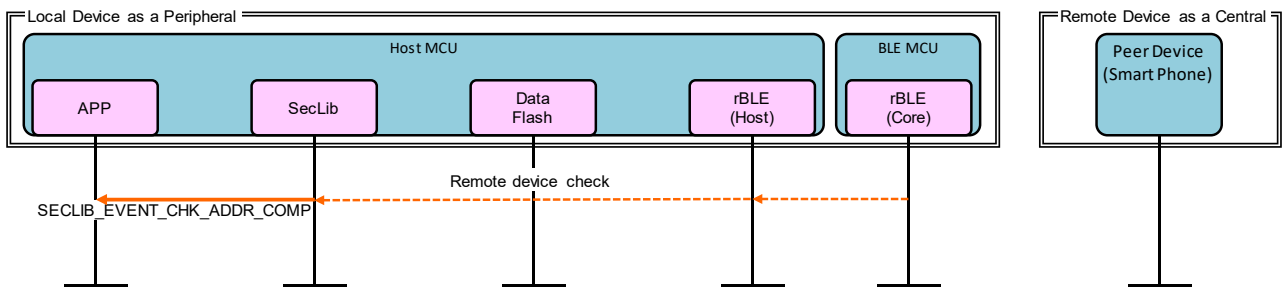 Local Device as a Peripheral
Remote Device as a Central
Host MCU
BLE MCU
Peer Device
(Smart Phone)
APP
SecLib
Data
Flash
rBLE
(Host)
rBLE
(Core)
Remote device check
SECLIB_EVENT_CHK_ADDR_COMP